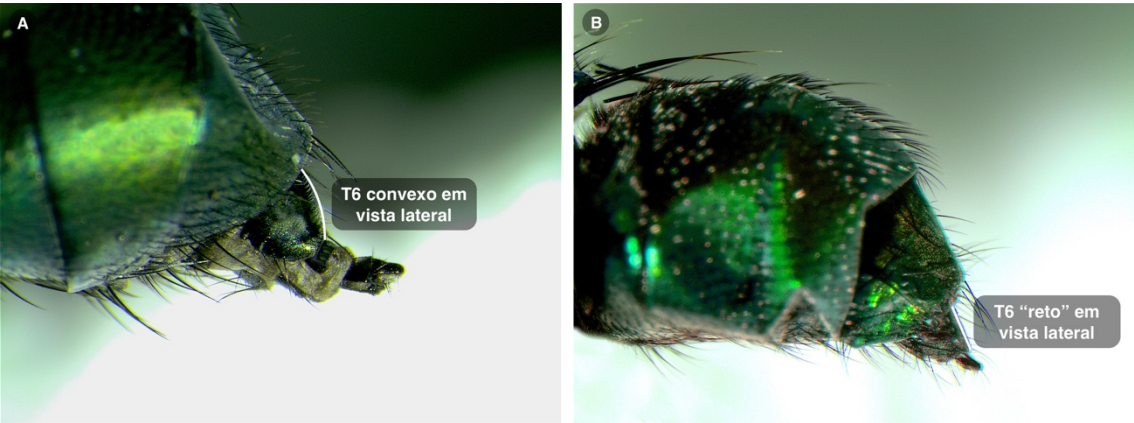 A
T6 convexo em
vista lateral
B
T6 “reto” em
vista lateral